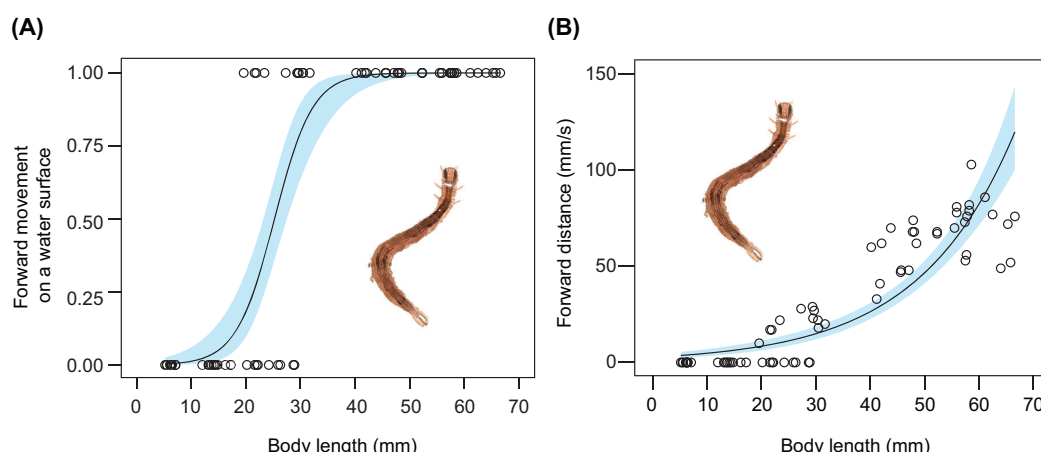 (A)
Forward movement
on a water surface
1.00
0.75
0.50
0.25
0.00
0 10 20 30 40 50 60 70
Body length (mm)
(B)
Forward distance (mm/s)
150
100
50
0
0 10 20 30 40 50 60 70
Body length (mm)